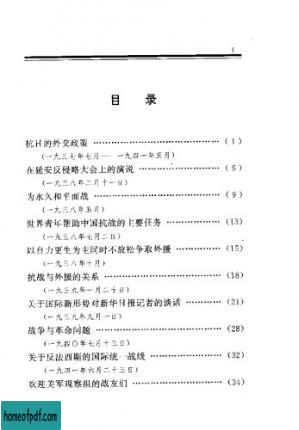 1
目 录
抗日的外交政策 …………………………………… (1)
(一九三七年七月—一九四一年五月)
在延安反侵略大会上的演说 …………………… (6)
(一九三八年二月十一日)
为永久和平而战 …………………………………… (9)
(一九三八年五月)
世界青年帮助中国抗战的主要任务 ………… (13)
(一九三八年七月二日)
以自力更生为主同时不放松争取外援 ……… (15)
(一九三八年十月)
抗战与外援的关系 ……………………………… (18)
(一九三九年一月二十日)
关于国际新形势对新华日报记者的谈话 …… (21)
(一九三九年九月一日)
战争与革命问题 ………………………………… (28)
(一九四〇年七月十三日)
关于反法西斯的国际统一战线 ……………… (32)
(一九四一年六月二十三日)
欢迎美军观察组的战友们 …………………… (34)
homeofpdf.com
homeofpdf.com